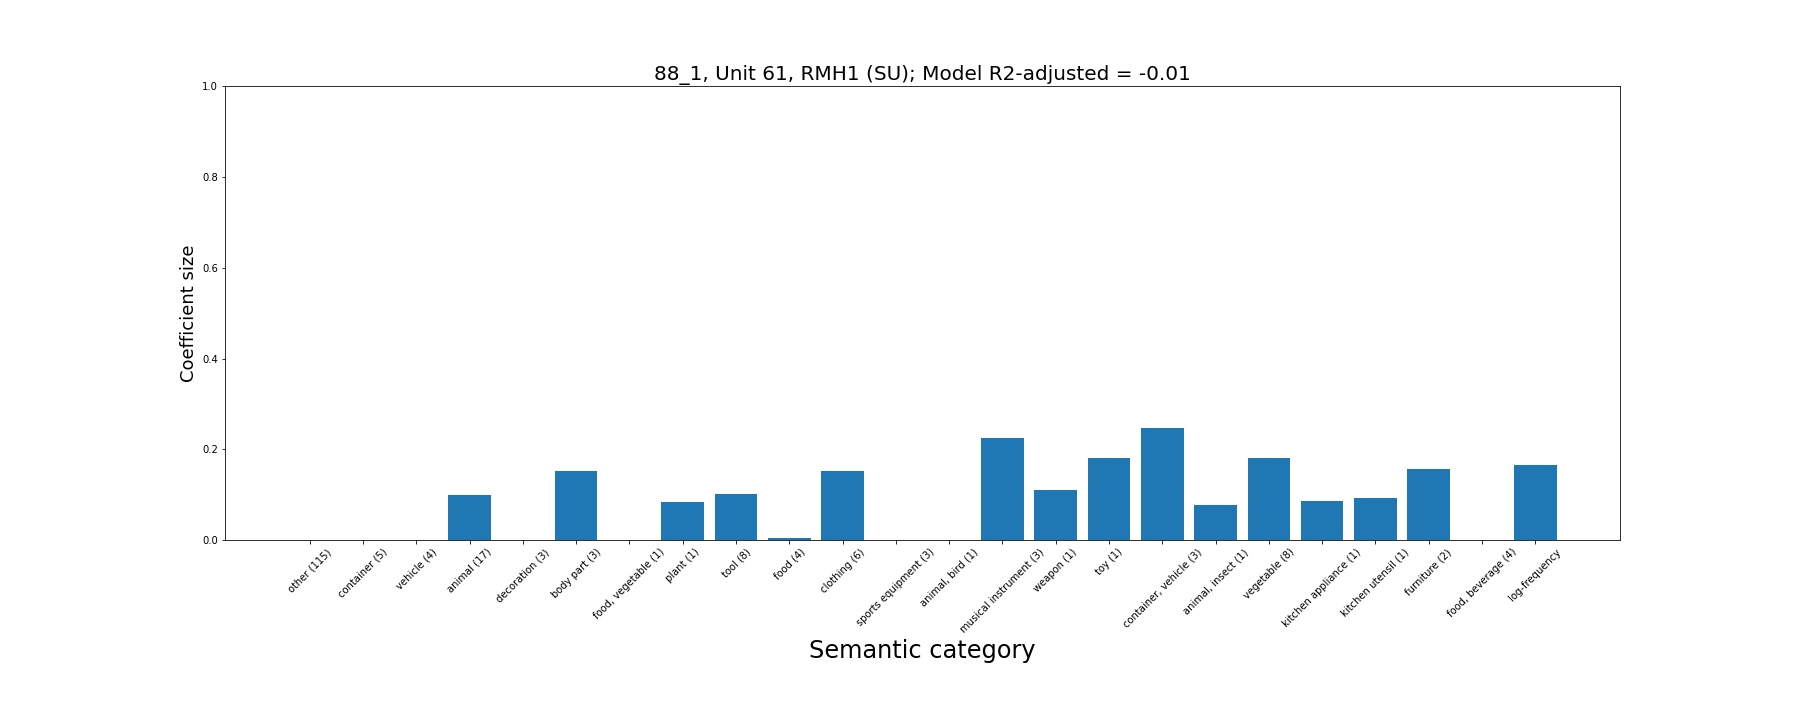 88_1, Unit 61, RMH1 (SU); Model R2-adjusted = -0.01
1.0
0.8
0.6
0.4
0.2
0.0
Coefficient size
other (115)
container (5)
vehicle (4)
animal (17)
decoration (3)
body part (3)
food, vegetable (1)
plant (1)
tool (8)
food (4)
clothing (6)
sports equipment (3)
animal, bird (1)
musical instrument (3)
weapon (1)
toy (1)
container, vehicle (3)
animal, insect (1)
vegetable (8)
kitchen appliance (1)
kitchen utensil (1)
furniture (2)
food, beverage (4)
log-frequency
Semantic category